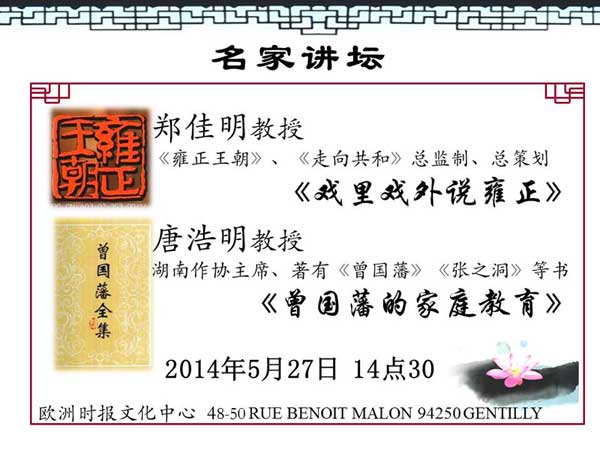 名家讲坛
雍正
王朝
郑佳明教授
《雍正王朝》、《走向共和》总监制、总策划
《戏里戏外说雍正》
曾国藩全集
唐浩明教授
湖南作协主席、著有《曾国藩》《张之洞》等书
《曾国藩的家庭教育》
2014年5月27日 14点30
欧洲时报文化中心 48-50 RUE BENOIT MALON 94250 GENTILLY